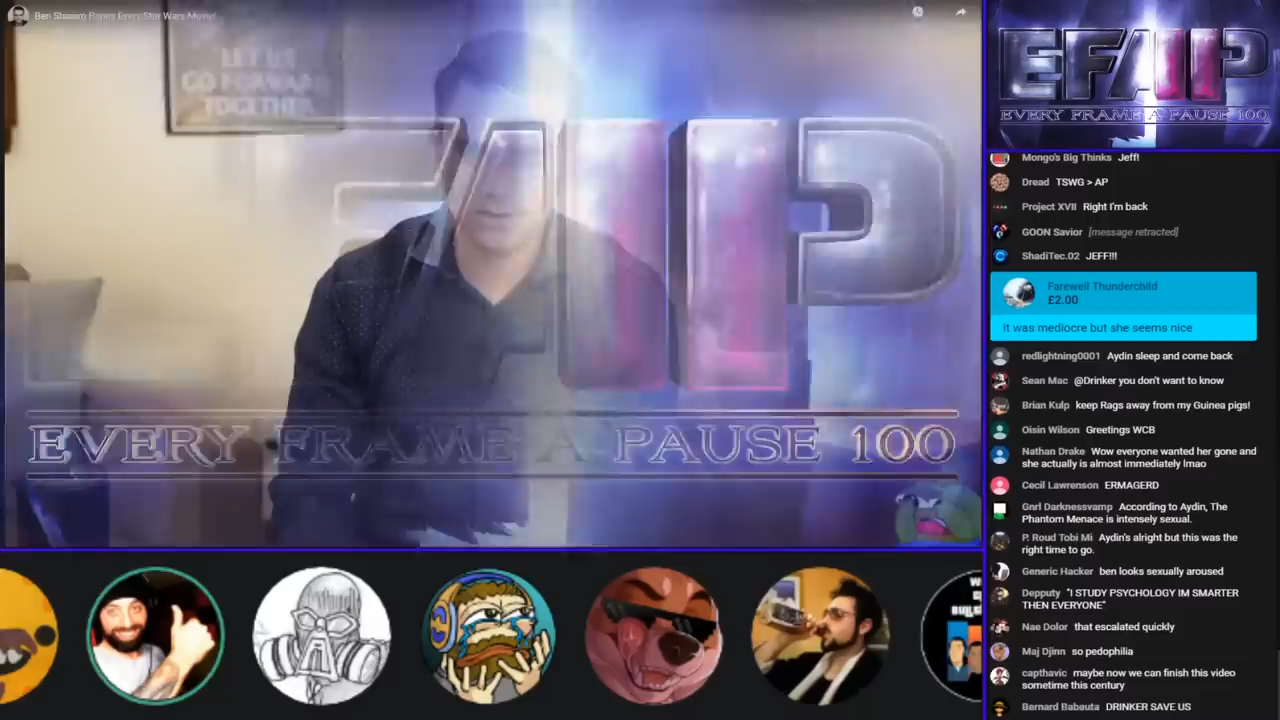 Ben Shapiro Ranks Every Star Wars Movie!
LET US
GO FORWARD
TOGETHER
EFAP
EVERY FRAME A PAUSE 100
EFAP
EVERY FRAME A PAUSE 100
Mongo's Big Thinks Jeff!
Dread TSWG > AP
Project XVII Right I'm back
GOON Savior [message retracted]
ShadiTec.02 JEFF!!!
Farewell Thunderchild
£2.00
it was mediocre but she seems nice
redlightning0001 Aydin sleep and come back
Sean Mac @Drinker you don't want to know
Brian Kulp keep Rags away from my Guinea pigs!
Oisin Wilson Greetings WCB
Nathan Drake Wow everyone wanted her gone and
she actually is almost immediately lmao
Cecil Lawrenson ERMAGERD
Gnrl Darknessvamp According to Aydin, The
Phantom Menace is intensely sexual.
P. Roud Tobi Mi Aydin's alright but this was the
right time to go.
Generic Hacker ben looks sexually aroused
Depputy "I STUDY PSYCHOLOGY IM SMARTER
THEN EVERYONE"
Nae Dolor that escalated quickly
Maj Djinn so pedophilia
capthavic maybe now we can finish this video
sometime this century
Bernard Babauta DRINKER SAVE US